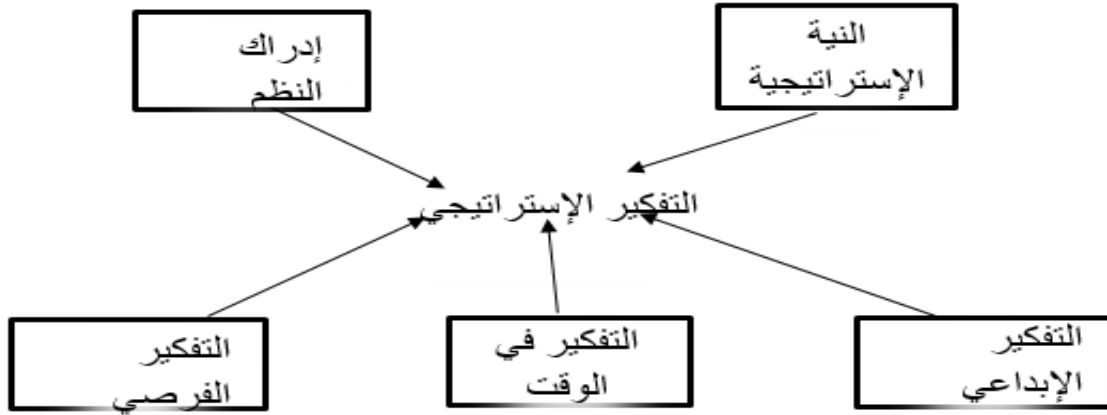 النية
الإستراتيجية
إدراك
النظم
التفكير الإستراتيجي
التفكير
الإبداعي
التفكير في
الوقت
التفكير
الفرصي